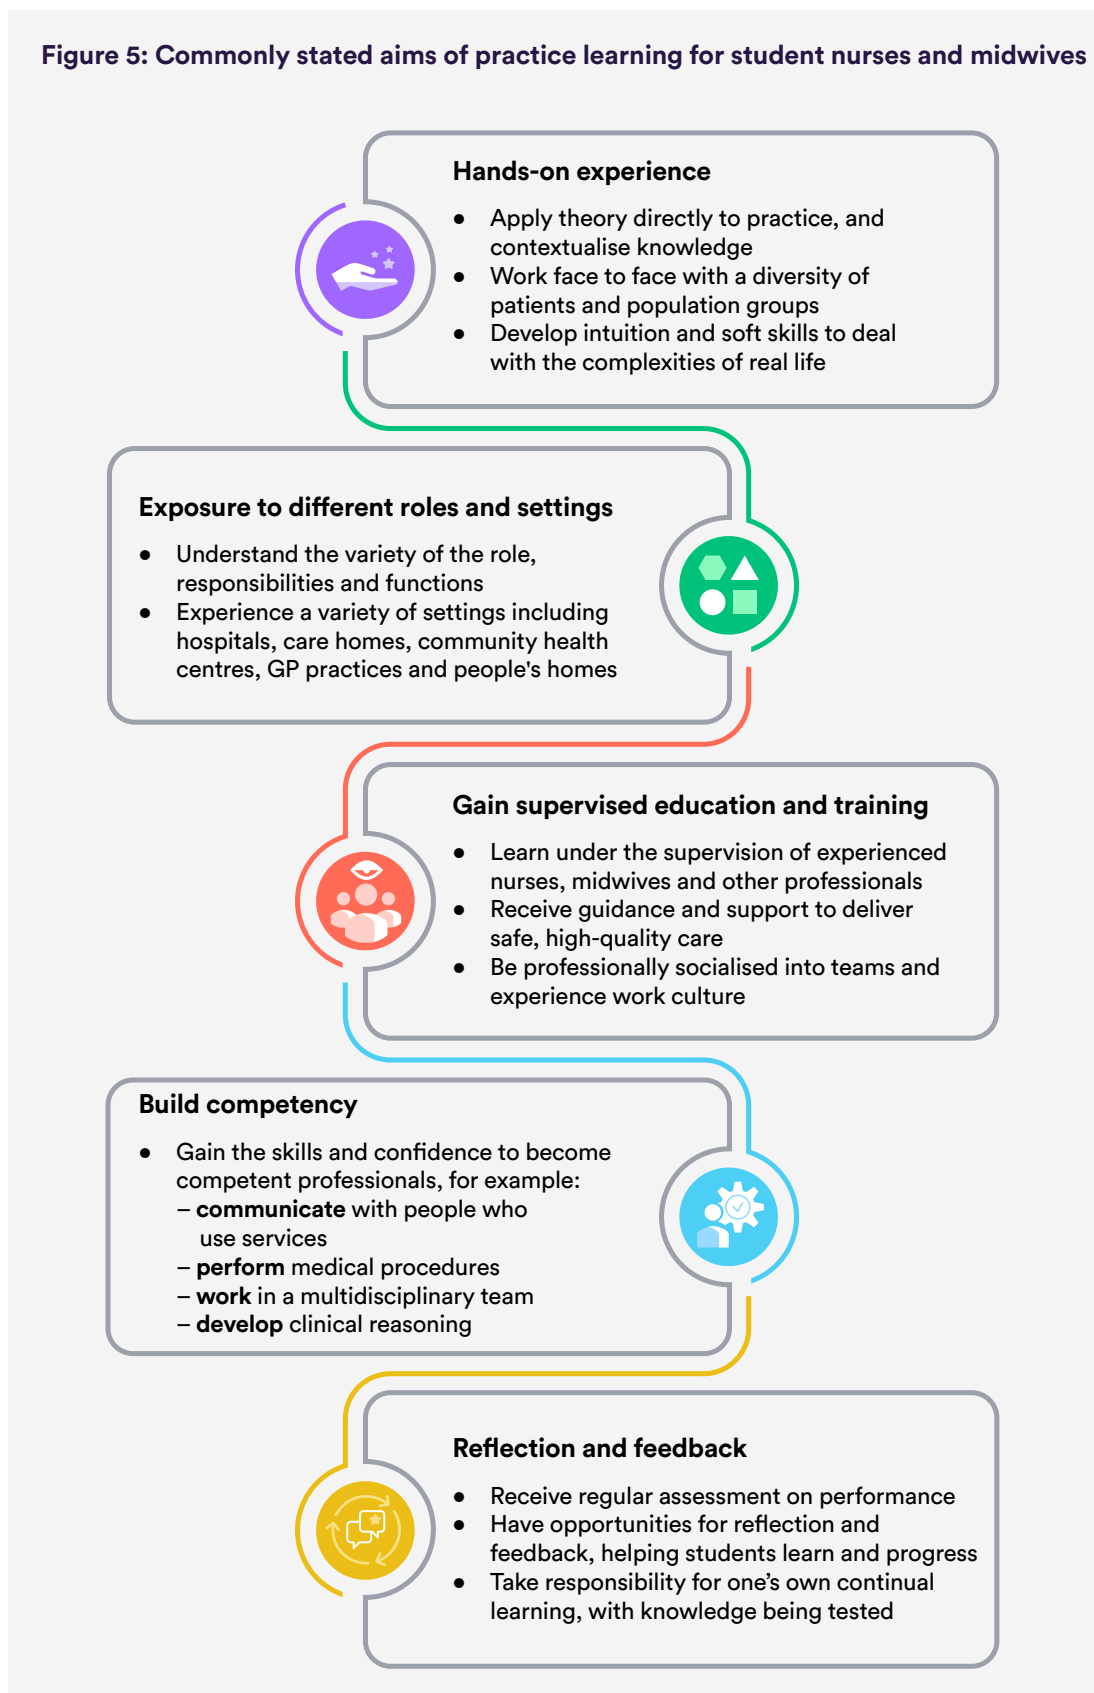 Figure 5: Commonly stated aims of practice learning for student nurses and midwives
Hands-on experience
● Apply theory directly to practice, and
contextualise knowledge
● Work face to face with a diversity of
patients and population groups
● Develop intuition and soft skills to deal
with the complexities of real life
Exposure to different roles and settings
● Understand the variety of the role,
responsibilities and functions
● Experience a variety of settings including
hospitals, care homes, community health
centres, GP practices and people's homes
Gain supervised education and training
● Learn under the supervision of experienced
nurses, midwives and other professionals
● Receive guidance and support to deliver
safe, high-quality care
● Be professionally socialised into teams and
experience work culture
Build competency
● Gain the skills and confidence to become
competent professionals, for example:
– communicate with people who
use services
– perform medical procedures
– work in a multidisciplinary team
– develop clinical reasoning
Reflection and feedback
● Receive regular assessment on performance
● Have opportunities for reflection and
feedback, helping students learn and progress
● Take responsibility for one’s own continual
learning, with knowledge being tested